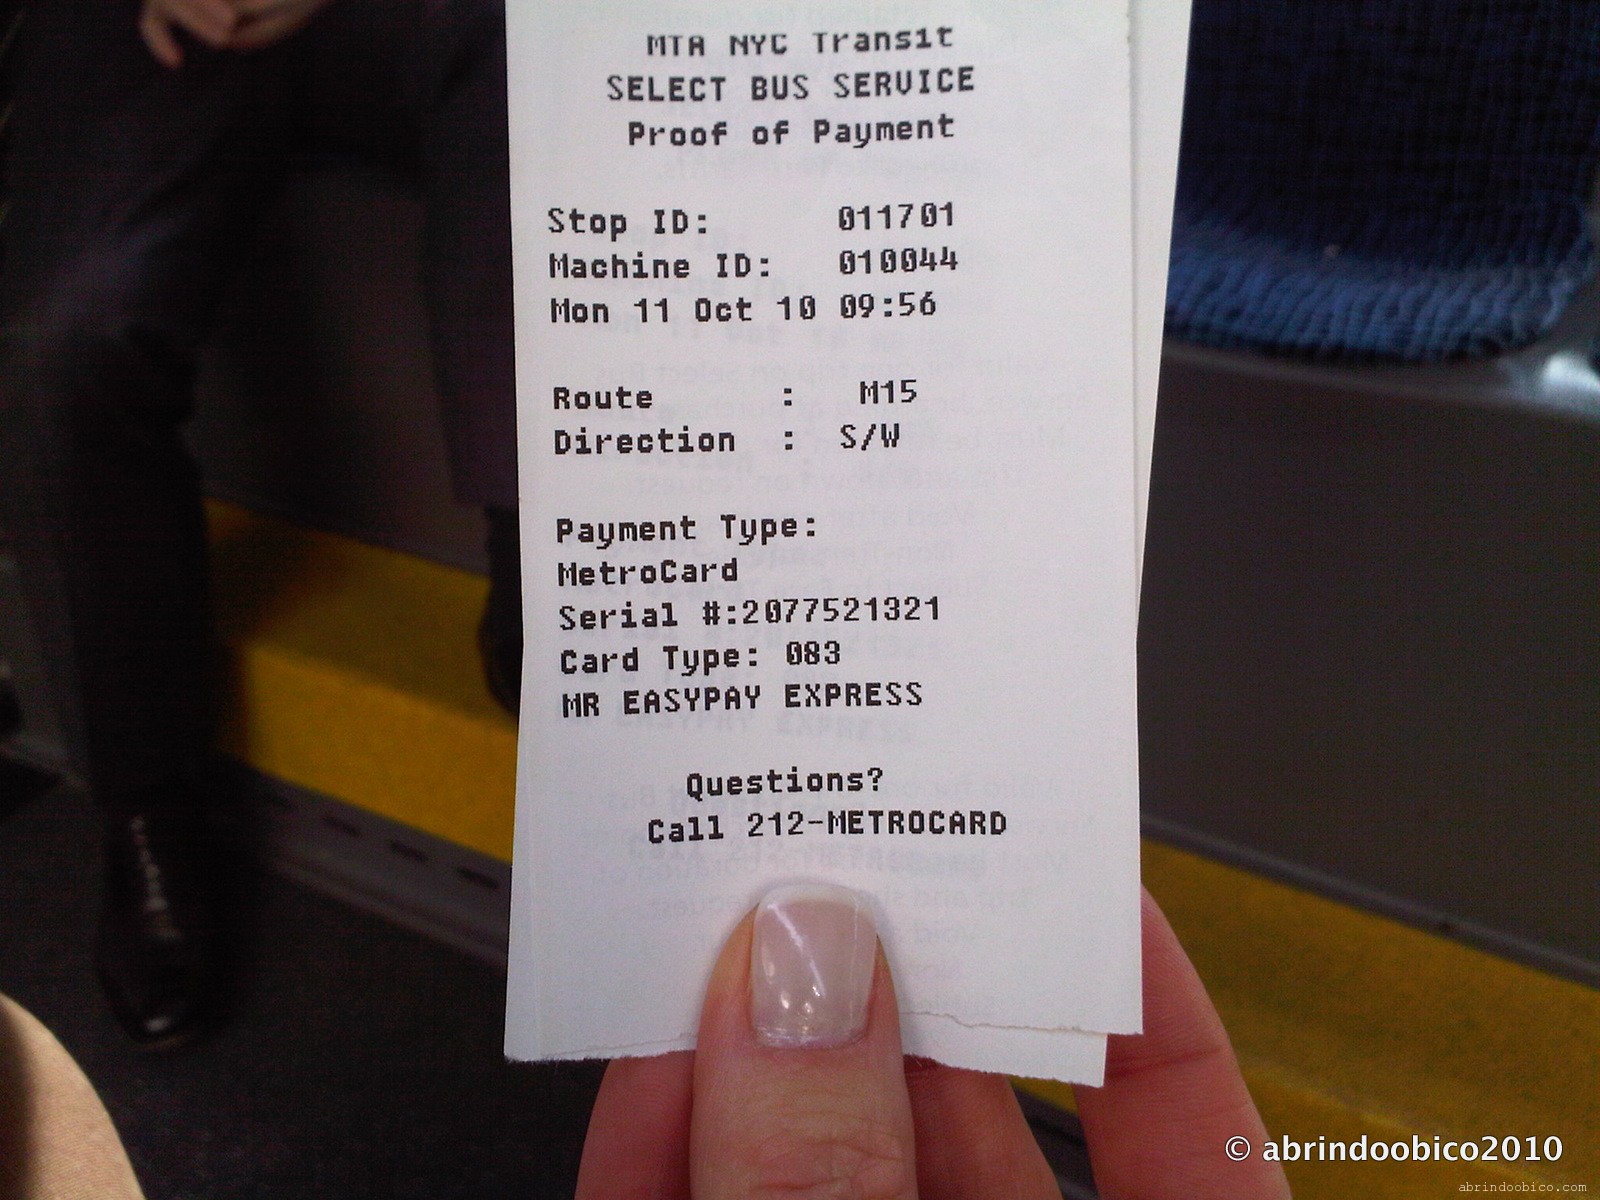 MTA NYC Transit
SELECT BUS SERVICE
Proof of Payment
Stop ID: 011701
Machine ID: 010044
Mon 11 Oct 10 09:56
Route : M15
Direction : S/W
Payment Type:
MetroCard
Serial #:2077521321
Card Type: 083
MR EASYPAY EXPRESS
Questions?
Call 212-METROCARD
© abrindoobico2010
abrindoobico.com